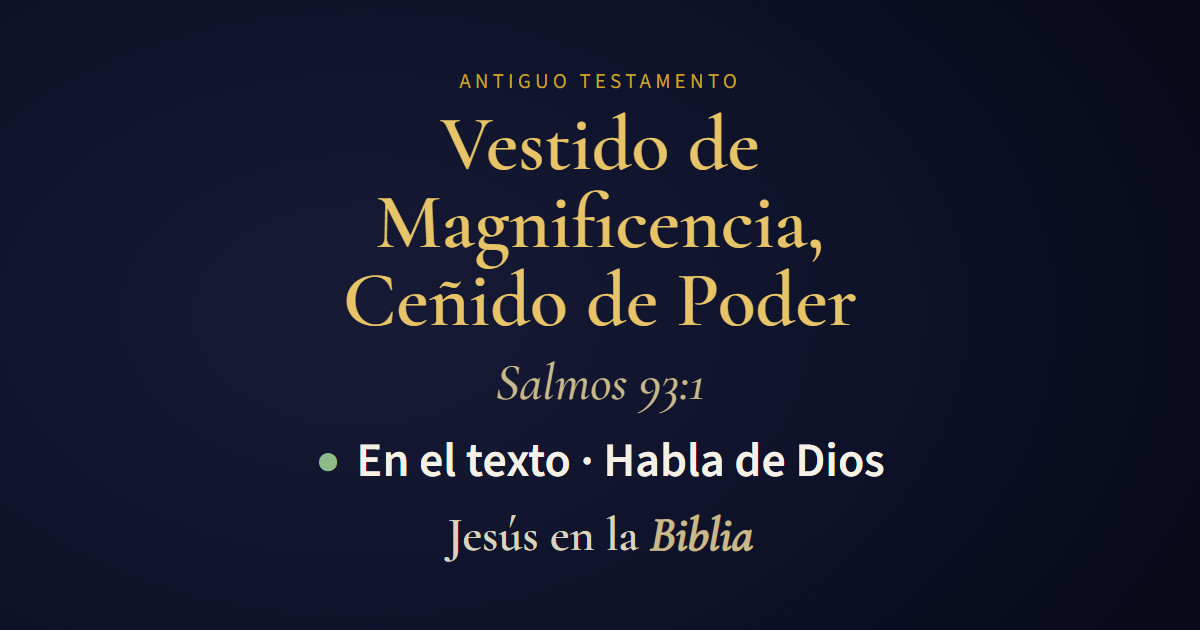 ANTIGUO TESTAMENTO
Vestido de
Magnificencia,
Ceñido de Poder
Salmos 93:1
En el texto · Habla de Dios
Jesús en la Biblia